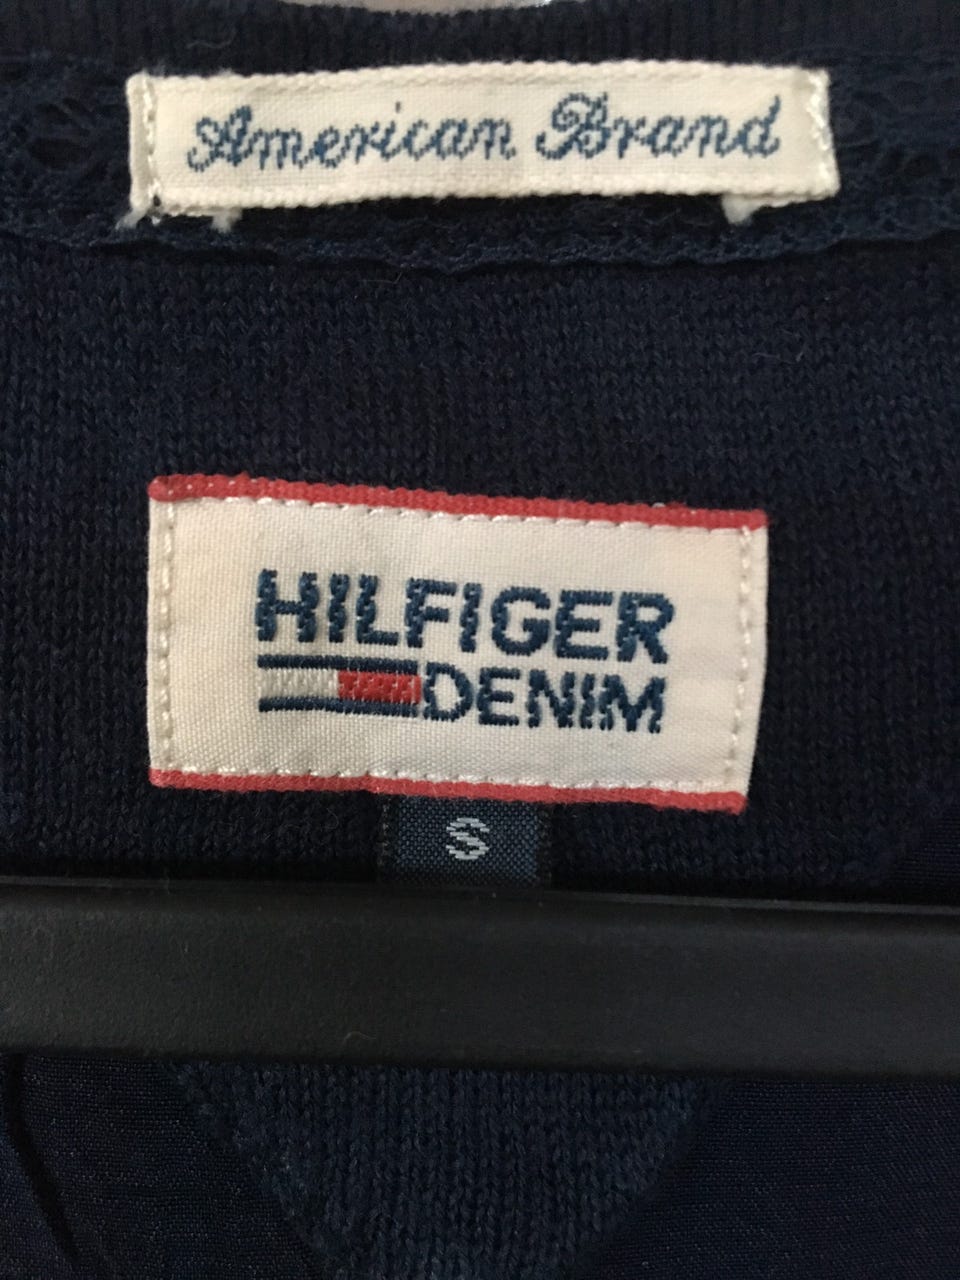 American Brand
HILFIGER
DENIM
S